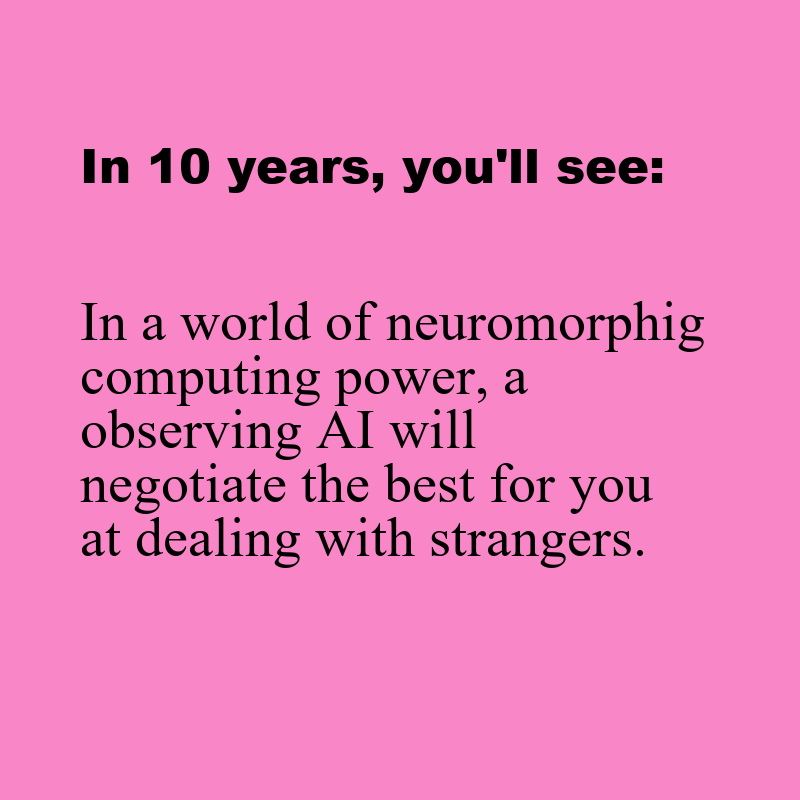 In 10 years, you'll see:
In a world of neuromorphig
computing power, a
observing AI will
negotiate the best for you
at dealing with strangers.